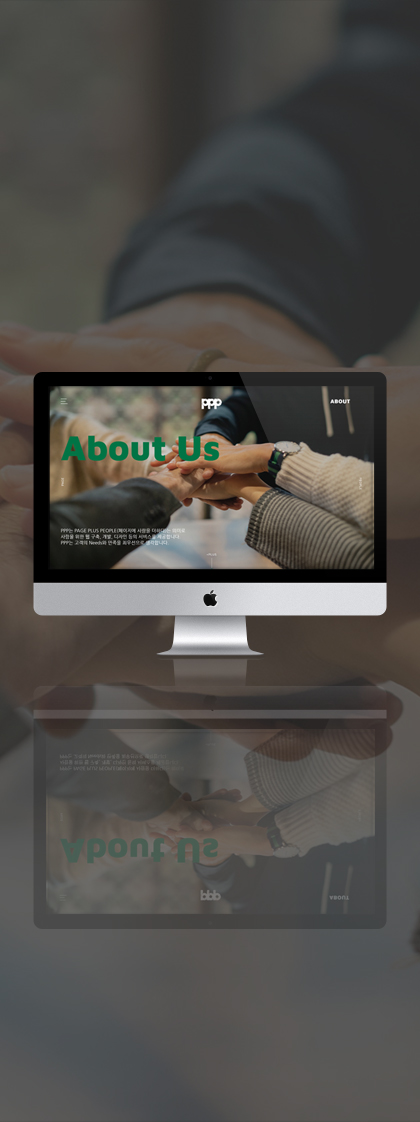 ppp
ABOUT
About Us
PPP는 PAGE PLUS PEOPLE(페이지에 사람을 더하다)는 의미로
사람을 위한 웹 구축, 개발, 디자인 등의 서비스를 제공합니다.
PPP는 고객의 Needs와 만족을 최우선으로 생각합니다.